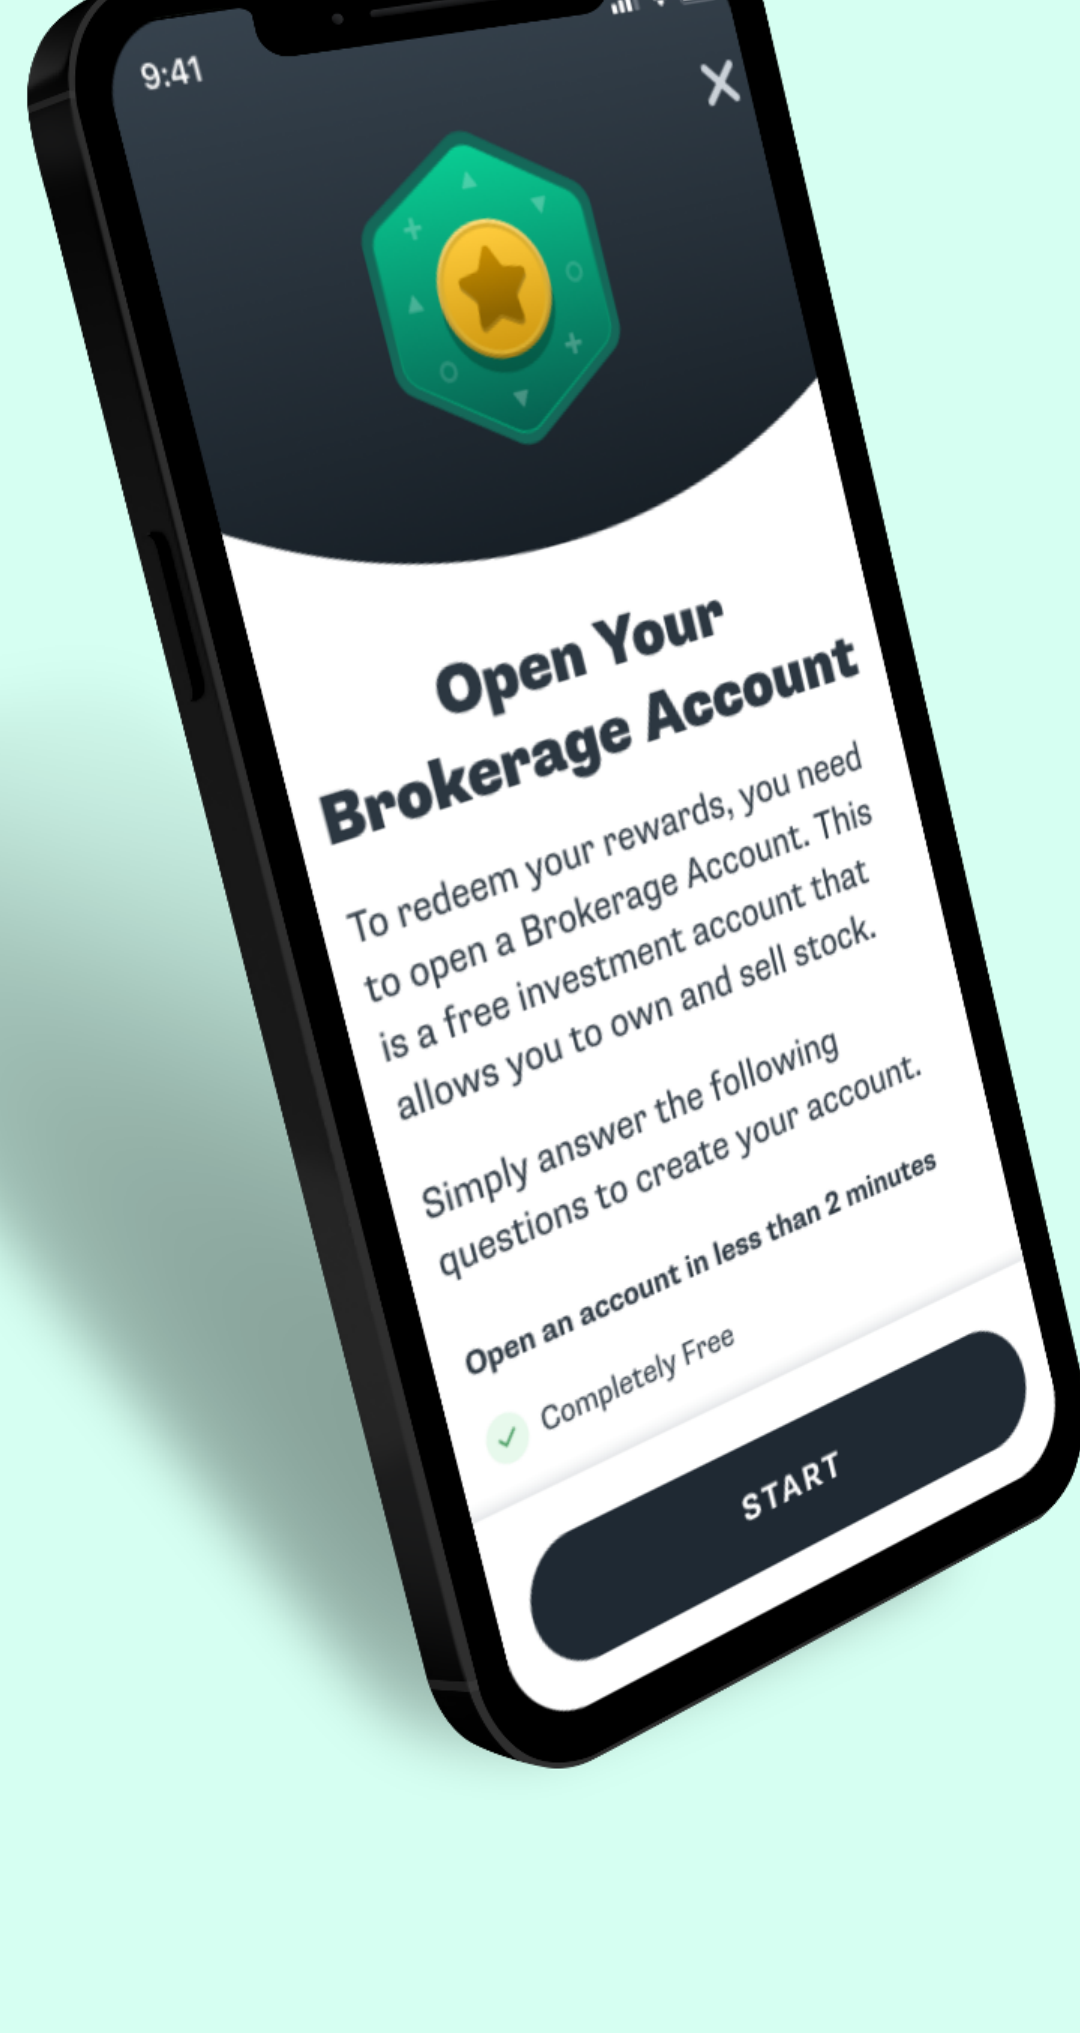 9:41
Open Your
Brokerage Account
To redeem your rewards, you need
to open a Brokerage Account. This
is a free investment account that
allows you to own and sell stock.
Simply answer the following
questions to create your account.
Open an account in less than 2 minutes
Completely Free
START